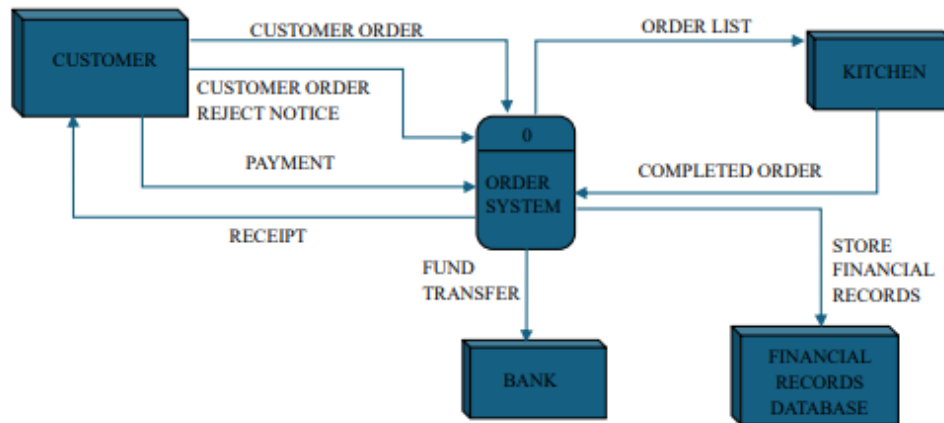 CUSTOMER ORDER
ORDER LIST
CUSTOMER
KITCHEN
CUSTOMER ORDER
REJECT NOTICE
0
PAYMENT
COMPLETED ORDER
ORDER
SYSTEM
RECEIPT
FUND
TRANSFER
STORE
FINANCIAL
RECORDS
BANK
FINANCIAL
RECORDS
DATABASE